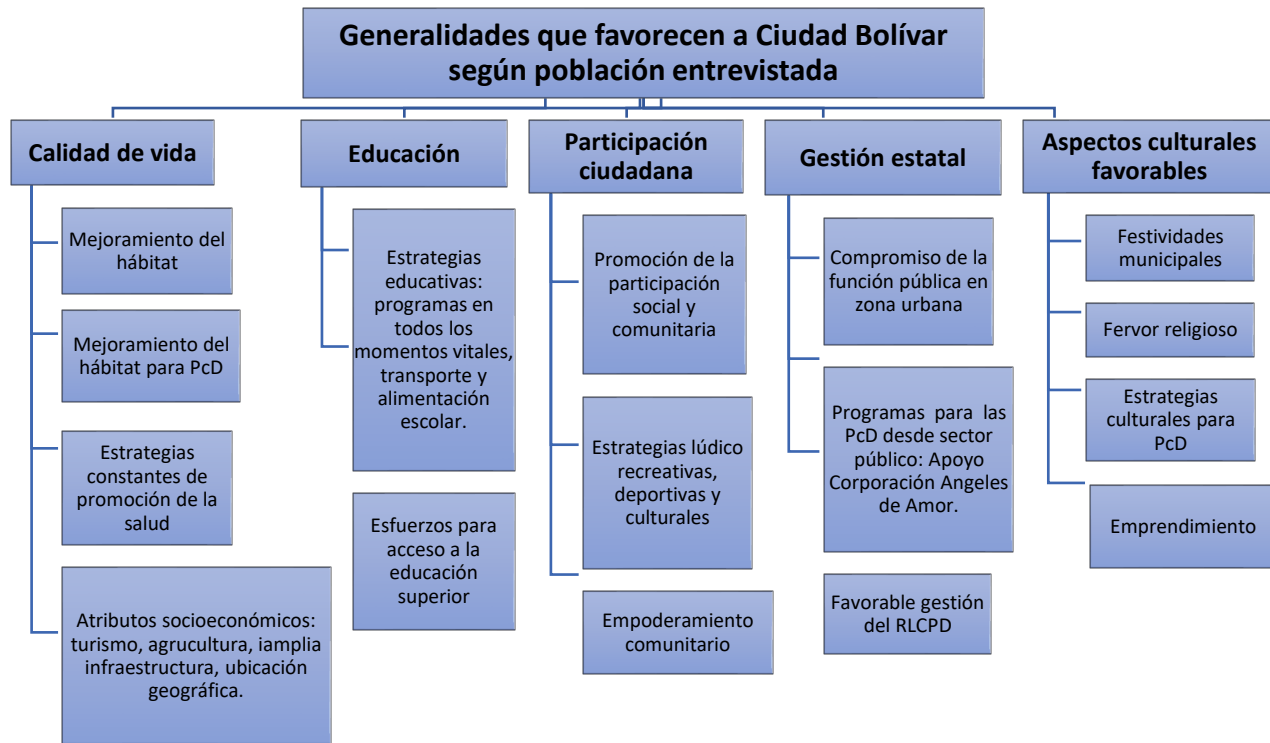 Generalidades que favorecen a Ciudad Bolívar
según población entrevistada
Calidad de vida
Mejoramiento del
hábitat
Mejoramiento del
hábitat para PcD
Estrategias
constantes de
promoción de la
salud
Atributos socioeconómicos:
turismo, agrucultura, iamplia
infraestructura, ubicación
geográfica.
Educación
Estrategias
educativas:
programas en
todos los
momentos vitales,
transporte y
alimentación
escolar.
Esfuerzos para
acceso a la
educación
superior
Participación
ciudadana
Promoción de la
participación
social y
comunitaria
Estrategias lúdico
recreativas,
deportivas y
culturales
Empoderamiento
comunitario
Gestión estatal
Compromiso de la
función pública en
zona urbana
Programas para las
PcD desde sector
público: Apoyo
Corporación Angeles
de Amor.
Favorable gestión
del RLCPD
Aspectos culturales
favorables
Festividades
municipales
Fervor religioso
Estrategias
culturales para
PcD
Emprendimiento